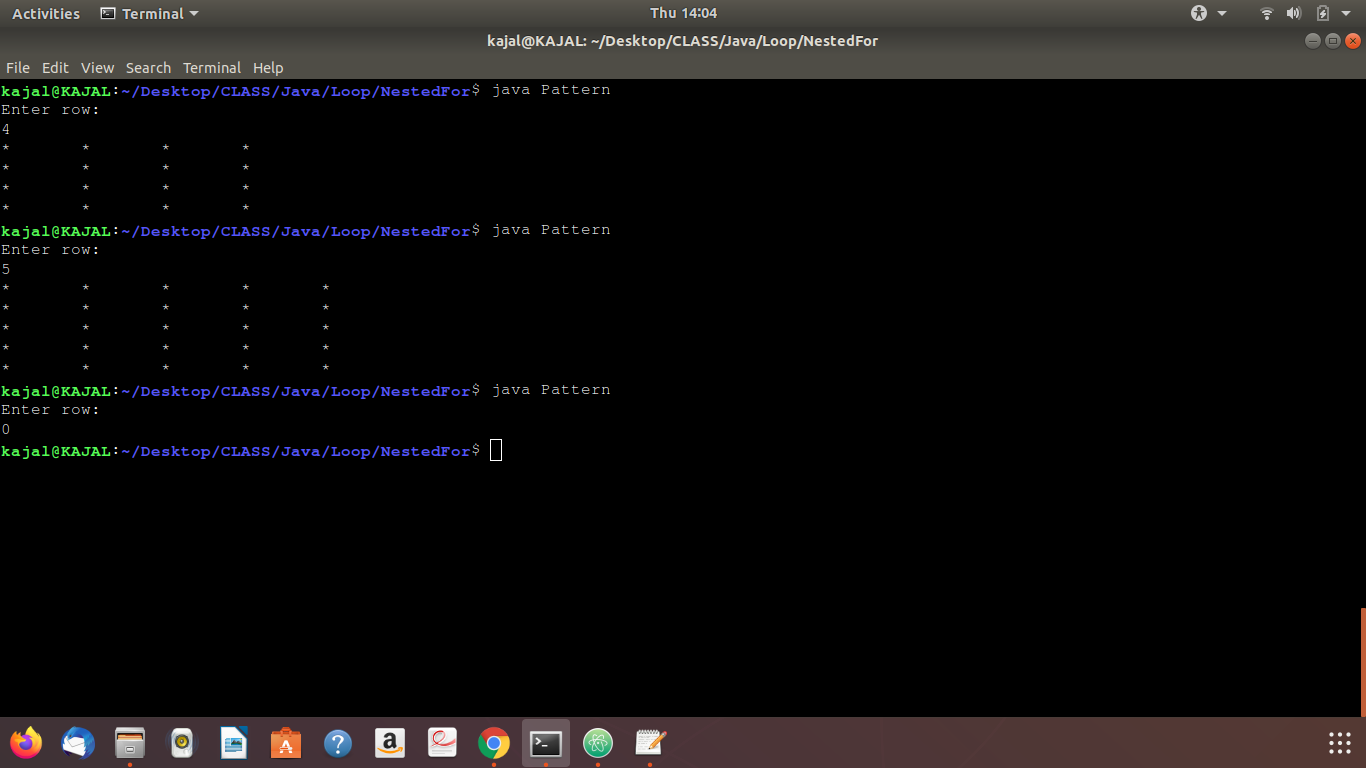 Activities Terminal Thu 14:04
kajal@KAJAL: ~/Desktop/CLASS/Java/Loop/NestedFor
File Edit View Search Terminal Help
kajal@KAJAL:~/Desktop/CLASS/Java/Loop/NestedFor$ java Pattern
Enter row:
4
* * * *
* * * *
* * * *
* * * *
kajal@KAJAL:~/Desktop/CLASS/Java/Loop/NestedFor$ java Pattern
Enter row:
5
* * * * *
* * * * *
* * * * *
* * * * *
* * * * *
kajal@KAJAL:~/Desktop/CLASS/Java/Loop/NestedFor$ java Pattern
Enter row:
0
kajal@KAJAL:~/Desktop/CLASS/Java/Loop/NestedFor$